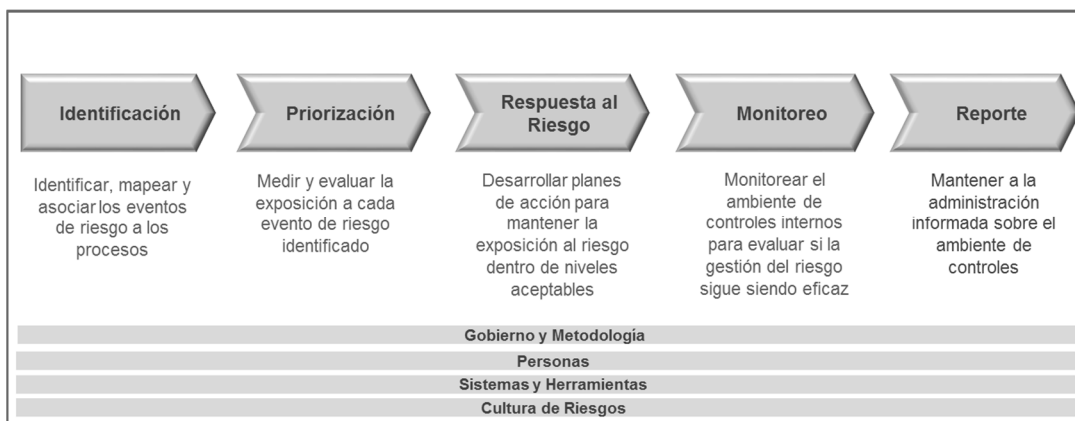 Identificación
Priorización
Respuesta al
Riesgo
Monitoreo
Reporte
Identificar, mapear y
asociar los eventos
de riesgo a los
procesos
Medir y evaluar la
exposición a cada
evento de riesgo
identificado
Desarrollar planes
de acción para
mantener la
exposición al riesgo
dentro de niveles
aceptables
Monitorear el
ambiente de
controles internos
para evaluar si la
gestión del riesgo
sigue siendo eficaz
Mantener a la
administración
informada sobre el
ambiente de
controles
Gobierno y Metodología
Personas
Sistemas y Herramientas
Cultura de Riesgos